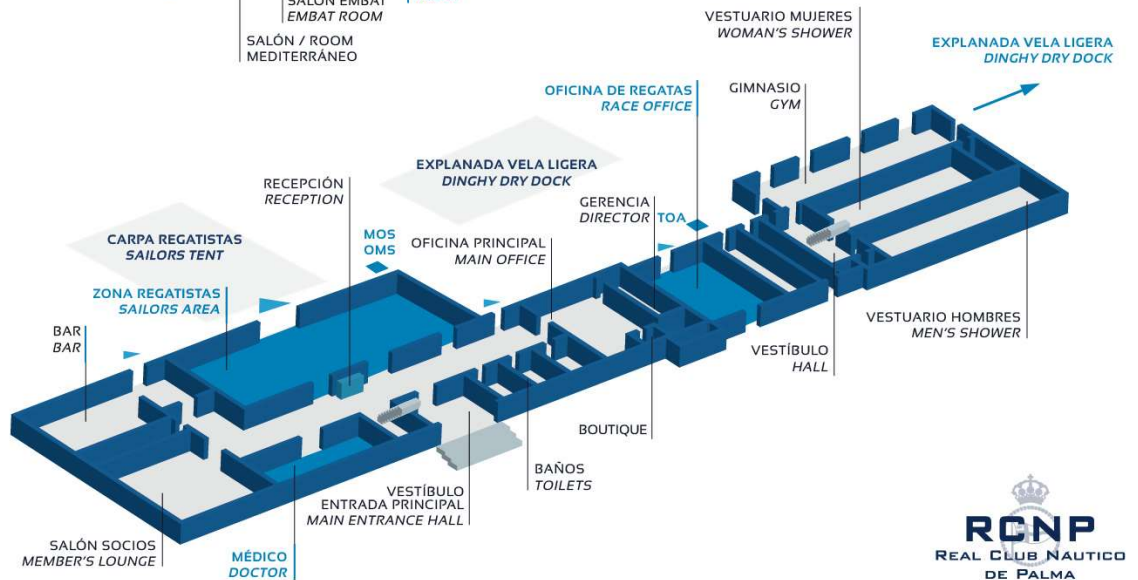 SALÓN EMBAT
EMBAT ROOM
SALÓN / ROOM
MEDITERRÁNEO
VESTUARIO MUJERES
WOMAN'S SHOWER
EXPLANADA VELA LIGERA
DINGHY DRY DOCK
OFICINA DE REGATAS
RACE OFFICE
GIMNASIO
GYM
EXPLANADA VELA LIGERA
DINGHY DRY DOCK
RECEPCIÓN
RECEPTION
GERENCIA
DIRECTOR
TOA
CARPA REGATISTAS
SAILORS TENT
MOS
OMS
OFICINA PRINCIPAL
MAIN OFFICE
ZONA REGATISTAS
SAILORS AREA
BAR
BAR
VESTUARIO HOMBRES
MEN'S SHOWER
VESTÍBULO
HALL
BOUTIQUE
BAÑOS
TOILETS
VESTÍBULO
ENTRADA PRINCIPAL
MAIN ENTRANCE HALL
SALÓN SOCIOS
MEMBER'S LOUNGE
MÉDICO
DOCTOR
RCNP
REAL CLUB NAUTICO
DE PALMA